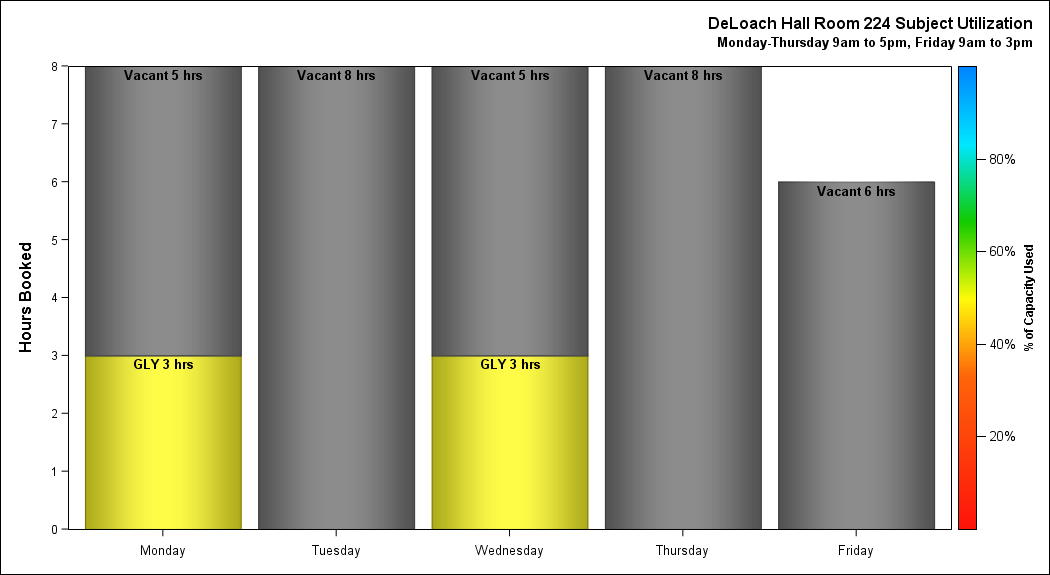 DeLoach Hall Room 224 Subject Utilization
Monday-Thursday 9am to 5pm, Friday 9am to 3pm
Hours Booked
8
7
6
5
4
3
2
1
0
Vacant 5 hrs
Vacant 8 hrs
Vacant 5 hrs
Vacant 8 hrs
Vacant 6 hrs
GLY 3 hrs
GLY 3 hrs
Monday
Tuesday
Wednesday
Thursday
Friday
80%
60%
40%
20%
% of Capacity Used